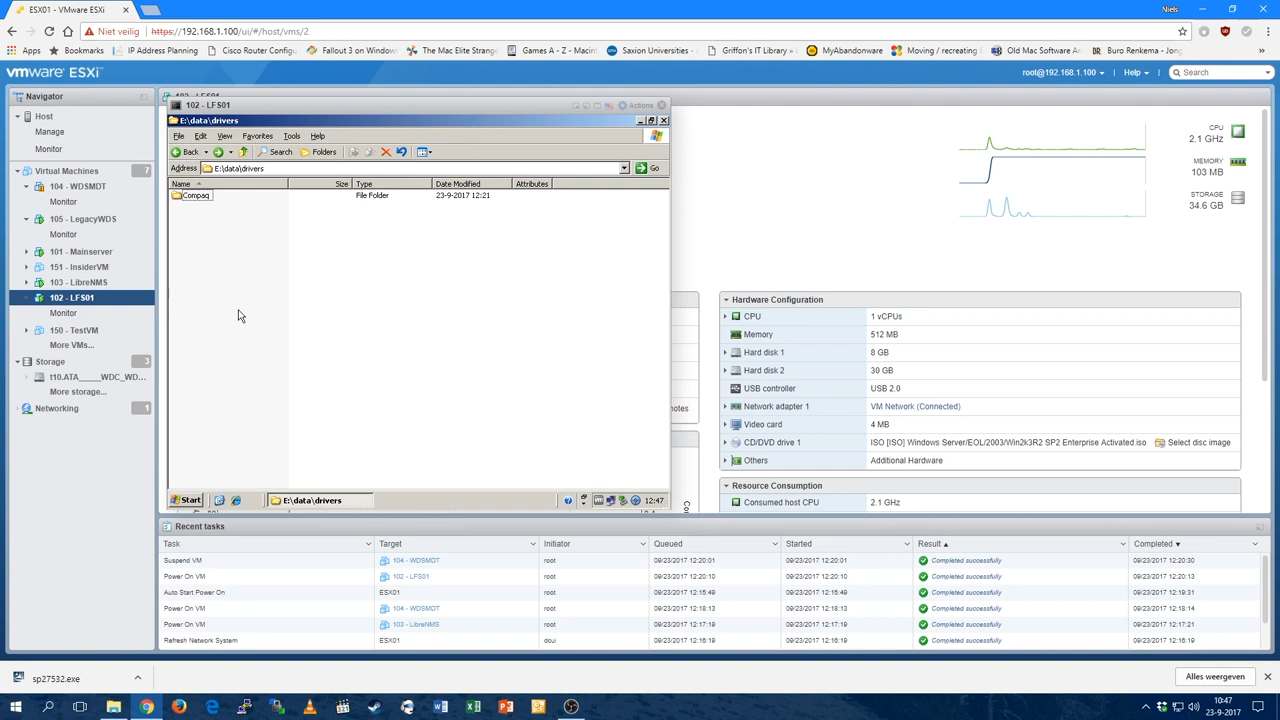 ESX01 - VMware ESXi
Niels
Niet veilig https://192.168.1.100/ui/#/host/vms/2
Apps Bookmarks IP Address Planning Cisco Router Configu Fallout 3 on Window The Mac Elite Strange Games A - Z - Macint Saxion Universities Griffon's IT Library MyAbandonware Moving / recreating E Old Mac Software Ar Buro Renkema - Jong
vmware ESXi
root@192.168.1.100
Help
Search
Navigator
102 - LFS01
Host
Manage
Monitor
Virtual Machines 7
104 - WDSMDT
Monitor
105 - LegacyWDS
Monitor
101 - Mainserver
151 - InsiderVM
103 - LibreNMS
102 - LFS01
Monitor
150 - TestVM
More VMs...
Storage 3
t10.ATA_____WDC_WD...
More storage...
Networking 1
102 - LFS01
Actions
E:\data\drivers
File Edit View Favorites Tools Help
Back Search Folders
Address E:\data\drivers Go
Name Size Type Date Modified Attributes
Compaq File Folder 23-9-2017 12:21
Start E:\data\drivers 12:47
CPU
2.1 GHz
MEMORY
103 MB
STORAGE
34.6 GB
notes
Hardware Configuration
CPU 1 vCPUs
Memory 512 MB
Hard disk 1 8 GB
Hard disk 2 30 GB
USB controller USB 2.0
Network adapter 1 VM Network (Connected)
Video card 4 MB
CD/DVD drive 1 ISO [ISO] Windows Server/EOL/2003/Win2k3R2 SP2 Enterprise Activated.iso Select disc image
Others Additional Hardware
Resource Consumption
Consumed host CPU 2.1 GHz
Recent tasks
Task Target Initiator Queued Started Result Completed
Suspend VM 104 - WDSMDT root 09/23/2017 12:20:01 09/23/2017 12:20:01 Completed successfully 09/23/2017 12:20:30
Power On VM 102 - LFS01 root 09/23/2017 12:20:10 09/23/2017 12:20:10 Completed successfully 09/23/2017 12:20:13
Auto Start Power On ESX01 root 09/23/2017 12:15:49 09/23/2017 12:15:49 Completed successfully 09/23/2017 12:19:31
Power On VM 104 - WDSMDT root 09/23/2017 12:18:13 09/23/2017 12:18:13 Completed successfully 09/23/2017 12:18:14
Power On VM 103 - LibreNMS root 09/23/2017 12:17:19 09/23/2017 12:17:19 Completed successfully 09/23/2017 12:17:21
Refresh Network System ESX01 dcui 09/23/2017 12:16:19 09/23/2017 12:16:19 Completed successfully 09/23/2017 12:16:19
sp27532.exe
Alles weergeven
10:47
23-9-2017